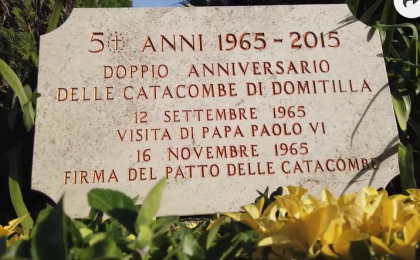 5† ANNI 1965-2015
DOPPIO ANNIVERSARIO
DELLE CATACOMBE DI DOMITILLA
12 SETTEMBRE 1965
VISITA DI PAPA PAOLO VI
16 NOVEMBRE 1965
FIRMA DEL PATTO DELLE CATACOMBE